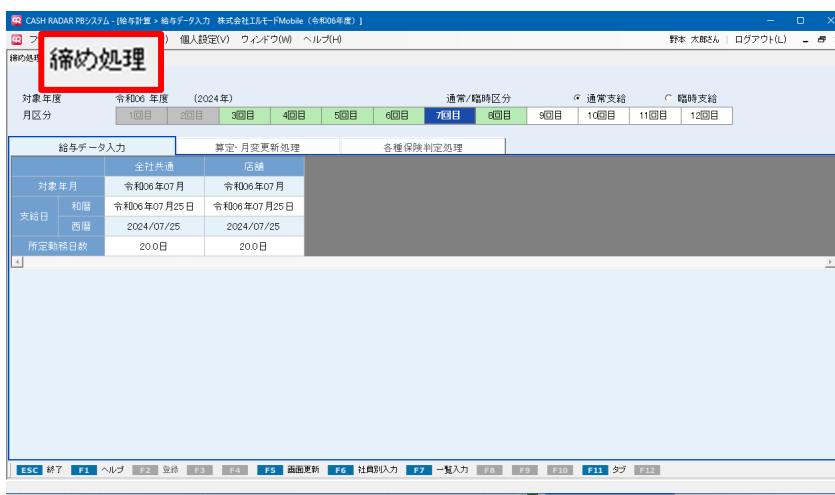 CASH RADAR PBシステム - [給与計算 > 給与データ入力 株式会社エルモードMobile（令和06年度）]
個人設定(V) ウィンドウ(W) ヘルプ(H) 野本 太郎さん ログアウト(L)
締め処理
対象年度 令和06 年度 (2024年) 通常/臨時区分 通常支給 臨時支給
月区分 1回目 2回目 3回目 4回目 5回目 6回目 7回目 8回目 9回目 10回目 11回目 12回目
給与データ入力 算定・月変更新処理 各種保険判定処理
全社共通 店舗
対象年月 令和06年07月 令和06年07月
支給日 和暦 令和06年07月25日 令和06年07月25日
西暦 2024/07/25 2024/07/25
所定勤務日数 20.0日 20.0日
ESC 終了 F1 ヘルプ F2 登録 F3 F4 F5 画面更新 F6 社員別入力 F7 一覧入力 F8 F9 F10 F11 タブ F12